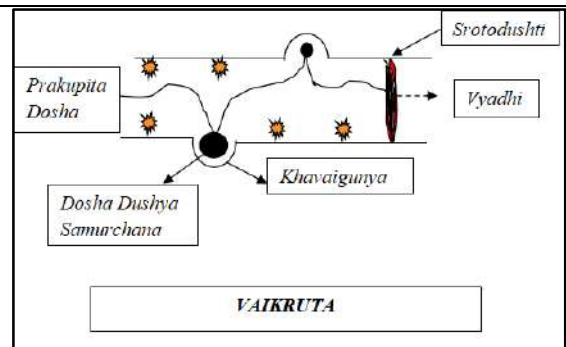 Srotodushti
Prakupita
Dosha
Vyadhi
Khavaigunya
Dosha Dushya
Samurchana
VAIKRUTA